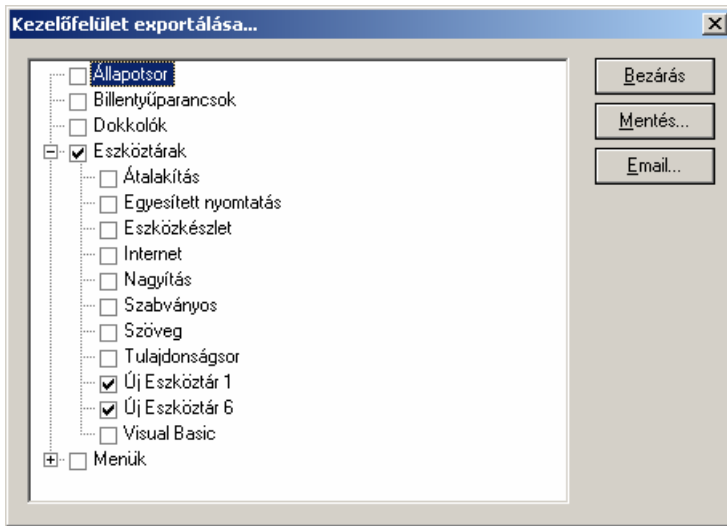 Kezelőfelület exportálása...
Állapotsor
Billentyűparancsok
Dokkolók
Eszköztárak
Átalakítás
Egyesített nyomtatás
Eszközkészlet
Internet
Nagyítás
Szabványos
Szöveg
Tulajdonságsor
Új Eszköztár 1
Új Eszköztár 6
Visual Basic
Menük
Bezárás
Mentés...
Email...